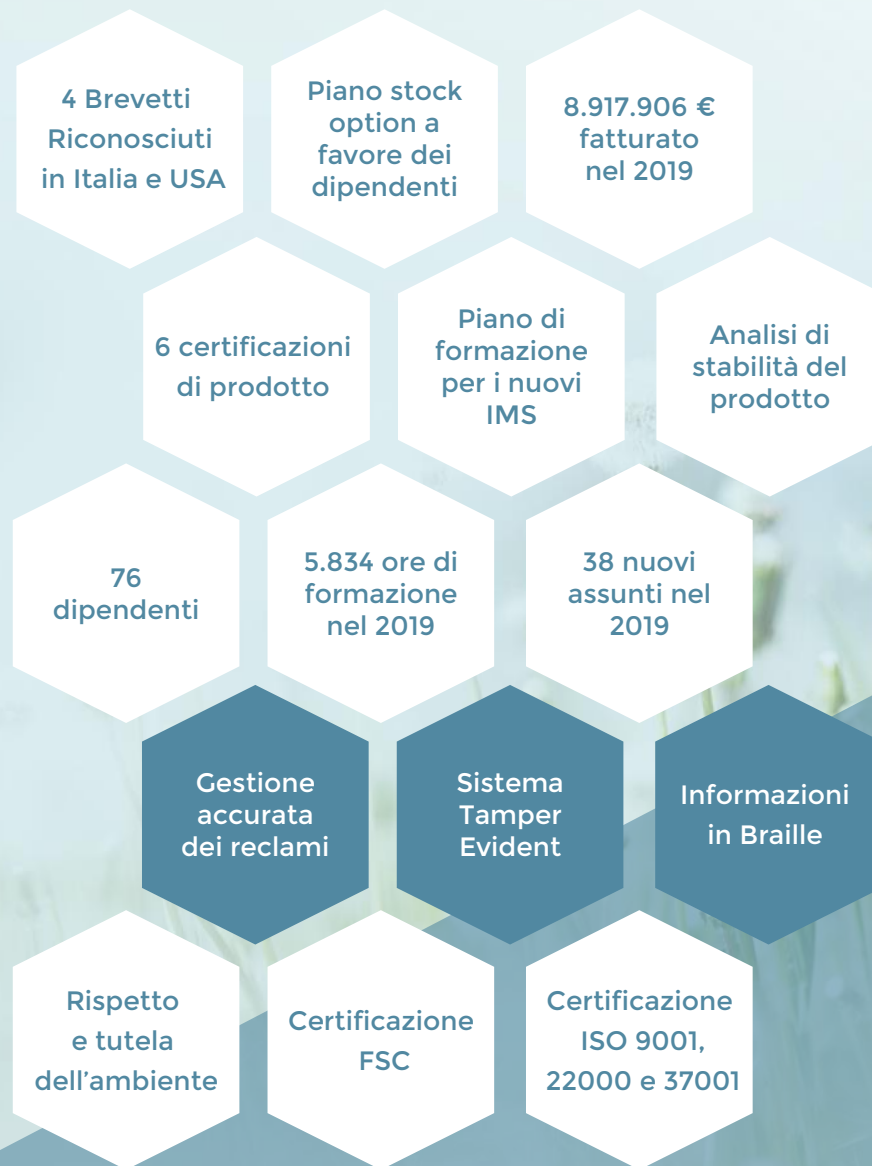 4 Brevetti
Riconosciuti
in Italia e USA
Piano stock
option a
favore dei
dipendenti
8.917.906 €
fatturato
nel 2019
6 certificazioni
di prodotto
Piano di
formazione
per i nuovi
IMS
Analisi di
stabilità del
prodotto
76
dipendenti
5.834 ore di
formazione
nel 2019
38 nuovi
assunti nel
2019
Gestione
accurata
dei reclami
Sistema
Tamper
Evident
Informazioni
in Braille
Rispetto
e tutela
dell’ambiente
Certificazione
FSC
Certificazione
ISO 9001,
22000 e 37001